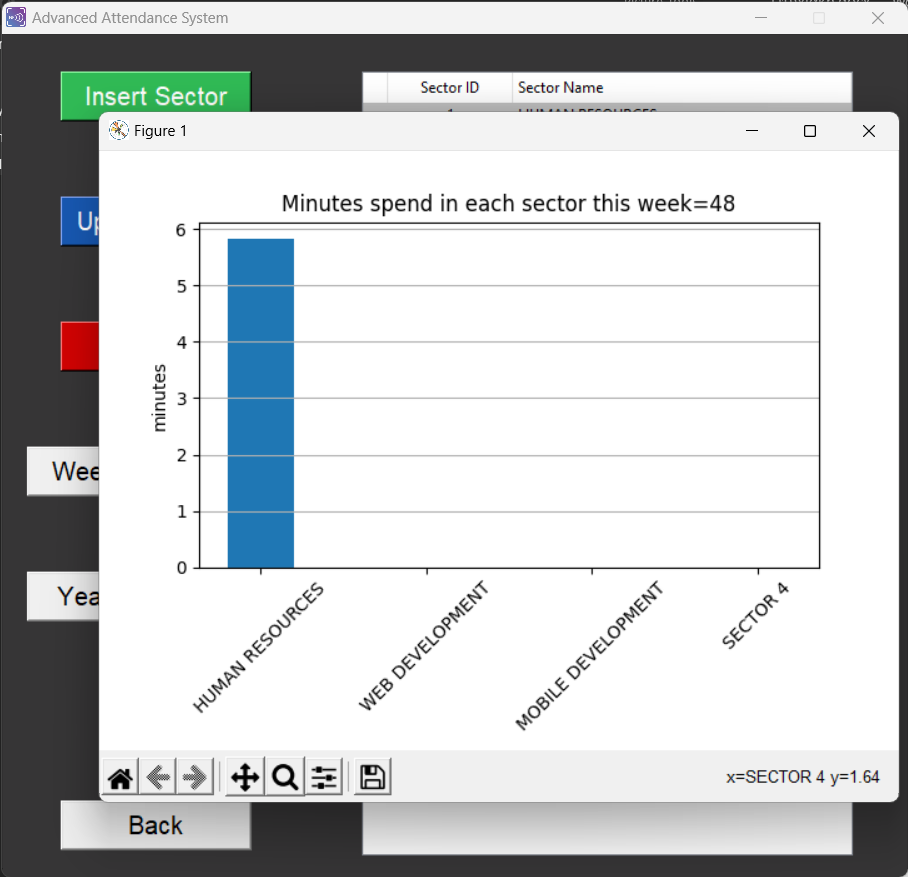 Advanced Attendance System
Insert Sector
Sector ID
Sector Name
Figure 1
Minutes spend in each sector this week=48
6
5
4
3
2
1
0
minutes
HUMAN RESOURCES
WEB DEVELOPMENT
MOBILE DEVELOPMENT
SECTOR 4
Up
Wee
Yea
x=SECTOR 4 y=1.64
Back